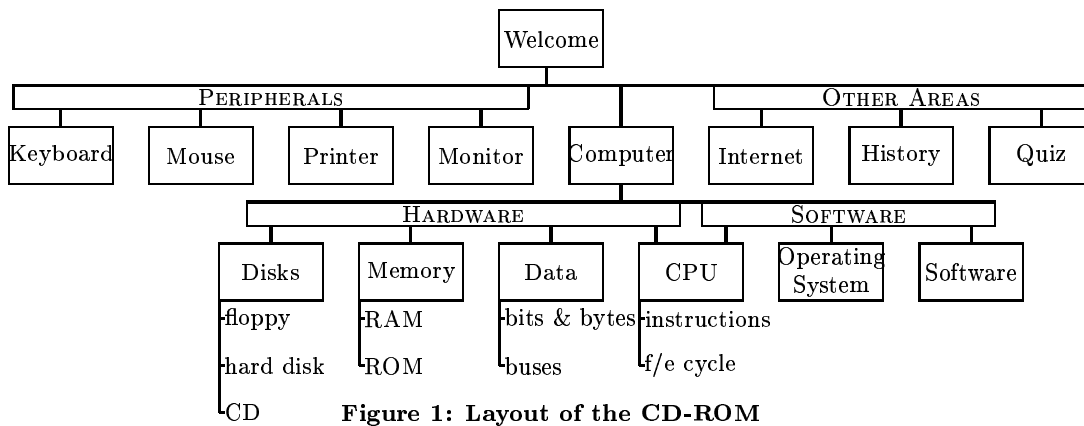 Welcome
PERIPHERALS
OTHER AREAS
Keyboard
Mouse
Printer
Monitor
Computer
Internet
History
Quiz
HARDWARE
SOFTWARE
Disks
Memory
Data
CPU
Operating
System
Software
floppy
RAM
bits & bytes
instructions
hard disk
ROM
buses
f/e cycle
CD
Figure 1: Layout of the CD-ROM